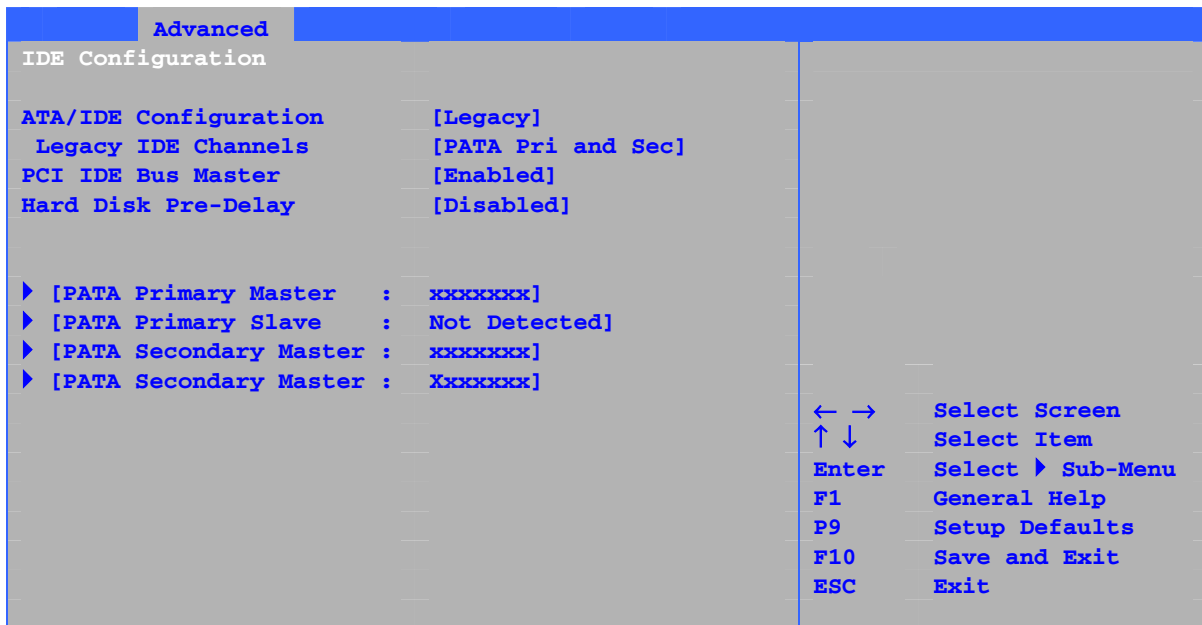 Advanced
IDE Configuration
ATA/IDE Configuration [Legacy]
Legacy IDE Channels [PATA Pri and Sec]
PCI IDE Bus Master [Enabled]
Hard Disk Pre-Delay [Disabled]
[PATA Primary Master : xxxxxxx]
[PATA Primary Slave : Not Detected]
[PATA Secondary Master : xxxxxxx]
[PATA Secondary Master : Xxxxxxx]
← → Select Screen
↑ ↓ Select Item
Enter Select Sub-Menu
F1 General Help
P9 Setup Defaults
F10 Save and Exit
ESC Exit